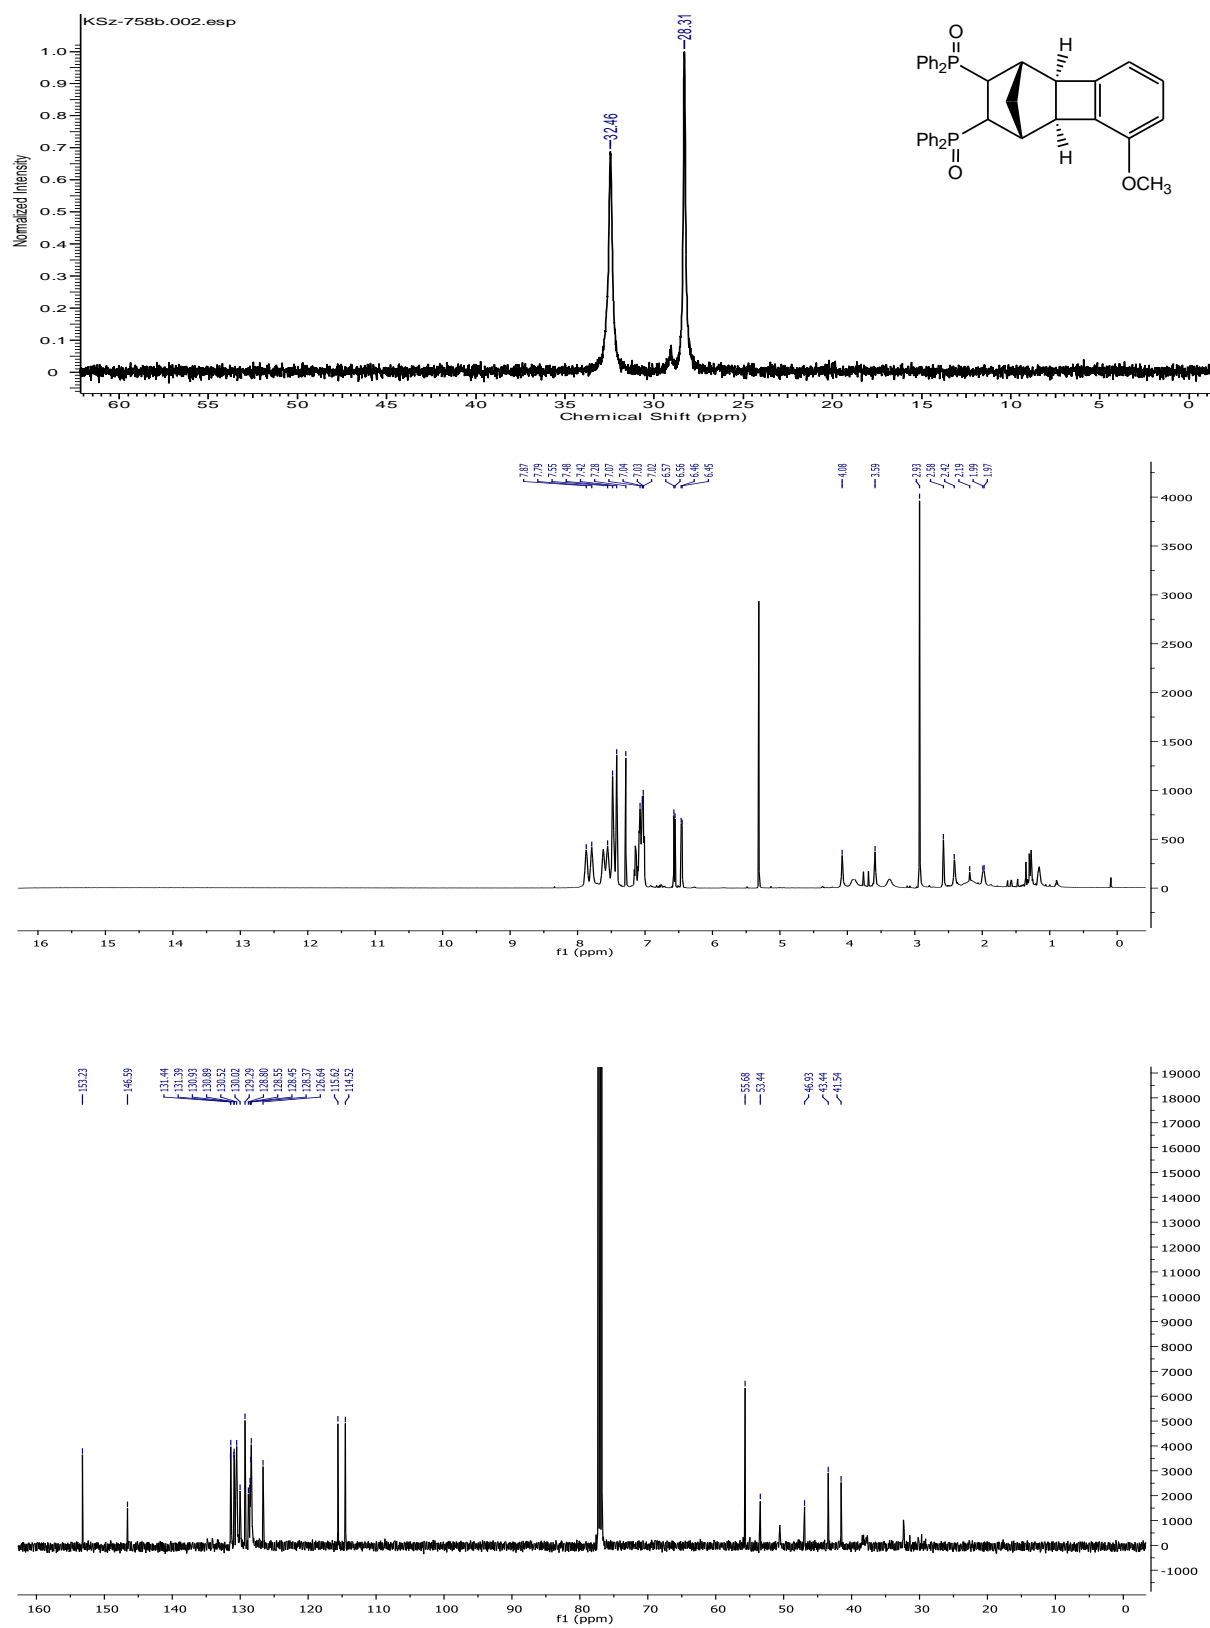 KSz-758b.002.esp
28.31
32.46
1.0
0.9
0.8
0.7
0.6
0.5
0.4
0.3
0.2
0.1
0
Normalized Intensity
60 55 50 45 40 35 30 25 20 15 10 5 0
Chemical Shift (ppm)
O
Ph2P
H
Ph2P
O
H
OCH3
7.87 7.79 7.55 7.48 7.42 7.28 7.07 7.04 7.03 7.02 6.57 6.56 6.46 6.45 4.08 3.59 2.93 2.58 2.42 2.19 1.99 1.97
4000
3500
3000
2500
2000
1500
1000
500
0
16 15 14 13 12 11 10 9 8 7 6 5 4 3 2 1 0
f1 (ppm)
153.23 146.59 131.44 131.39 130.93 130.89 130.52 130.02 129.29 128.80 128.55 128.45 128.37 126.64 115.62 114.52 55.68 53.44 46.93 43.44 41.54
19000
18000
17000
16000
15000
14000
13000
12000
11000
10000
9000
8000
7000
6000
5000
4000
3000
2000
1000
0
-1000
160 150 140 130 120 110 100 90 80 70 60 50 40 30 20 10 0
f1 (ppm)